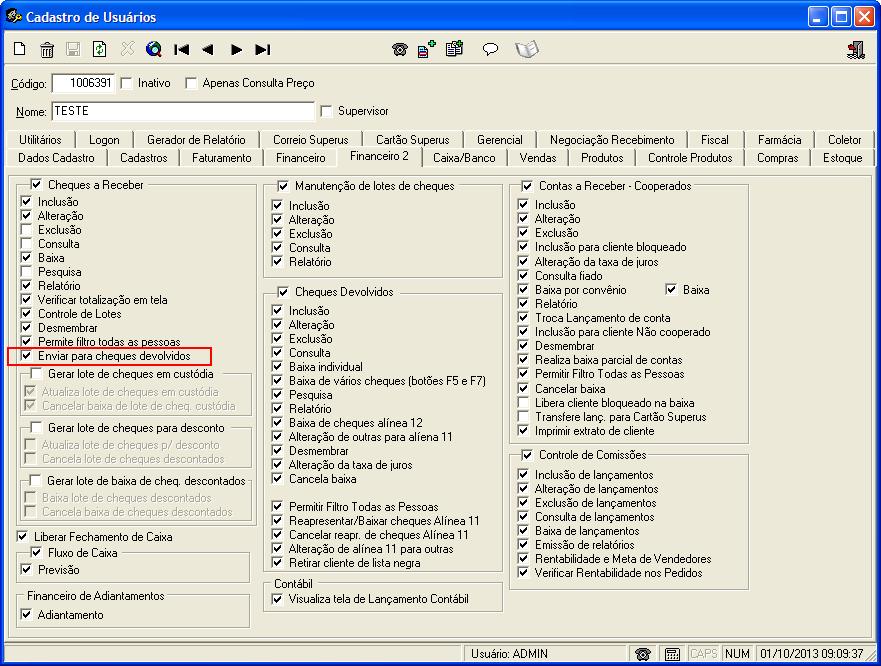 Cadastro de Usuários
Código: 1006391 Inativo Apenas Consulta Preço
Nome: TESTE Supervisor
Utilitários Logon Gerador de Relatório Correio Superus Cartão Superus Gerencial Negociação Recebimento Fiscal Farmácia Coletor
Dados Cadastro Cadastros Faturamento Financeiro Financeiro 2 Caixa/Banco Vendas Produtos Controle Produtos Compras Estoque
Cheques a Receber
Inclusão
Alteração
Exclusão
Consulta
Baixa
Pesquisa
Relatório
Verificar totalização em tela
Controle de Lotes
Desmembrar
Permite filtro todas as pessoas
Enviar para cheques devolvidos
Gerar lote de cheques em custódia
Atualiza lote de cheques em custódia
Cancelar baixa de lote de cheq. custódia
Gerar lote de cheques para desconto
Atualiza lote de cheques p/ desconto
Cancela lote de cheques descontados
Gerar lote de baixa de cheq. descontados
Baixa lote de cheques descontados
Cancela baixa de cheques descontados
Liberar Fechamento de Caixa
Fluxo de Caixa
Previsão
Financeiro de Adiantamentos
Adiantamento
Manutenção de lotes de cheques
Inclusão
Alteração
Exclusão
Consulta
Relatório
Cheques Devolvidos
Inclusão
Alteração
Exclusão
Consulta
Baixa individual
Baixa de vários cheques (botões F5 e F7)
Pesquisa
Relatório
Baixa de cheques alínea 12
Alteração de outras para alíena 11
Desmembrar
Alteração da taxa de juros
Cancela baixa
Permitir Filtro Todas as Pessoas
Reapresentar/Baixar cheques Alínea 11
Cancelar reapr. de cheques Alínea 11
Alteração de alínea 11 para outras
Retirar cliente de lista negra
Contábil
Visualiza tela de Lançamento Contábil
Contas a Receber - Cooperados
Inclusão
Alteração
Exclusão
Inclusão para cliente bloqueado
Alteração da taxa de juros
Consulta fiado
Baixa por convênio Baixa
Relatório
Troca Lançamento de conta
Inclusão para cliente Não cooperado
Desmembrar
Realiza baixa parcial de contas
Permitir Filtro Todas as Pessoas
Cancelar baixa
Libera cliente bloqueado na baixa
Transfere lanç. para Cartão Superus
Imprimir extrato de cliente
Controle de Comissões
Inclusão de lançamentos
Alteração de lançamentos
Exclusão de lançamentos
Consulta de lançamentos
Baixa de lançamentos
Emissão de relatórios
Rentabilidade e Meta de Vendedores
Verificar Rentabilidade nos Pedidos
Usuário: ADMIN CAPS NUM 01/10/2013 09:09:37